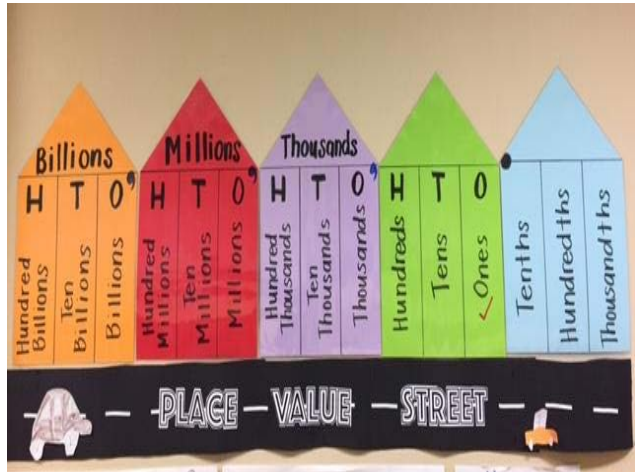 Billions
Millions
Thousands
H T O,
H T O,
H T O,
H T O
.
Hundred
Billions
Ten
Billions
Billions
Hundred
Millions
Ten
Millions
Millions
Hundred
Thousands
Ten
Thousands
Thousands
Hundreds
Tens
Ones
Tenths
Hundredths
Thousandths
PLACE VALUE STREET